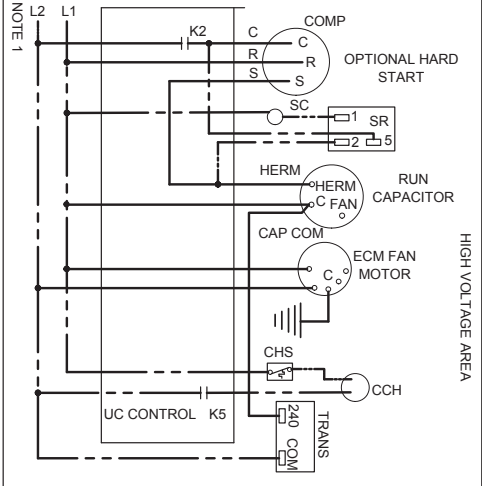 NOTE 1
L2 L1
K2
C
R
S
COMP
C
R
S
OPTIONAL HARD
START
SC
1
SR
2
5
HERM
HERM
C FAN
RUN
CAPACITOR
CAP COM
ECM FAN
MOTOR
C
HIGH VOLTAGE AREA
CHS
CCH
UC CONTROL
K5
240
COM
TRANS